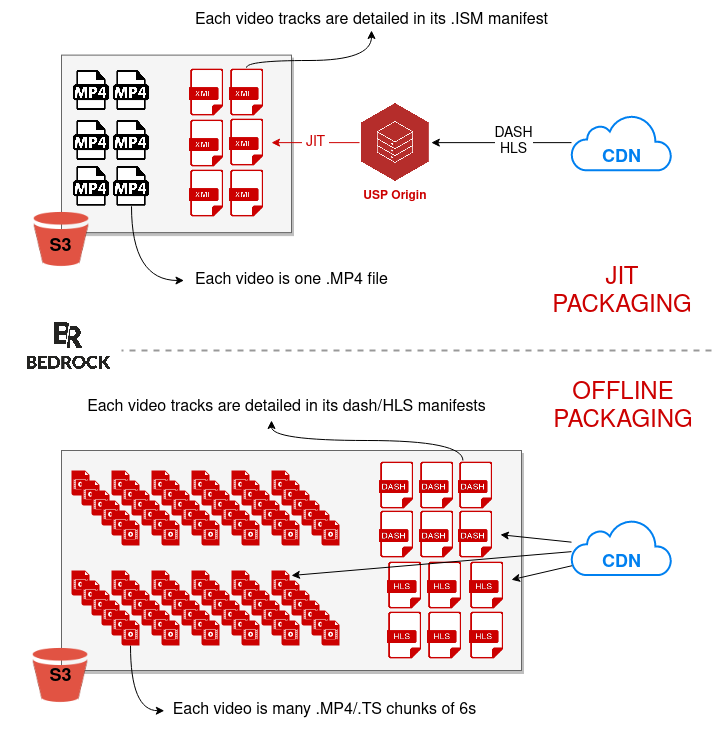 Each video tracks are detailed in its .ISM manifest
MP4 MP4 XML XML
MP4 MP4 XML XML
MP4 MP4 XML XML
JIT
USP Origin
DASH
HLS
CDN
S3
Each video is one .MP4 file
JIT
PACKAGING
BR
BEDROCK
OFFLINE
PACKAGING
Each video tracks are detailed in its dash/HLS manifests
DASH DASH DASH
DASH DASH DASH
HLS HLS HLS
HLS HLS HLS
CDN
S3
Each video is many .MP4/.TS chunks of 6s